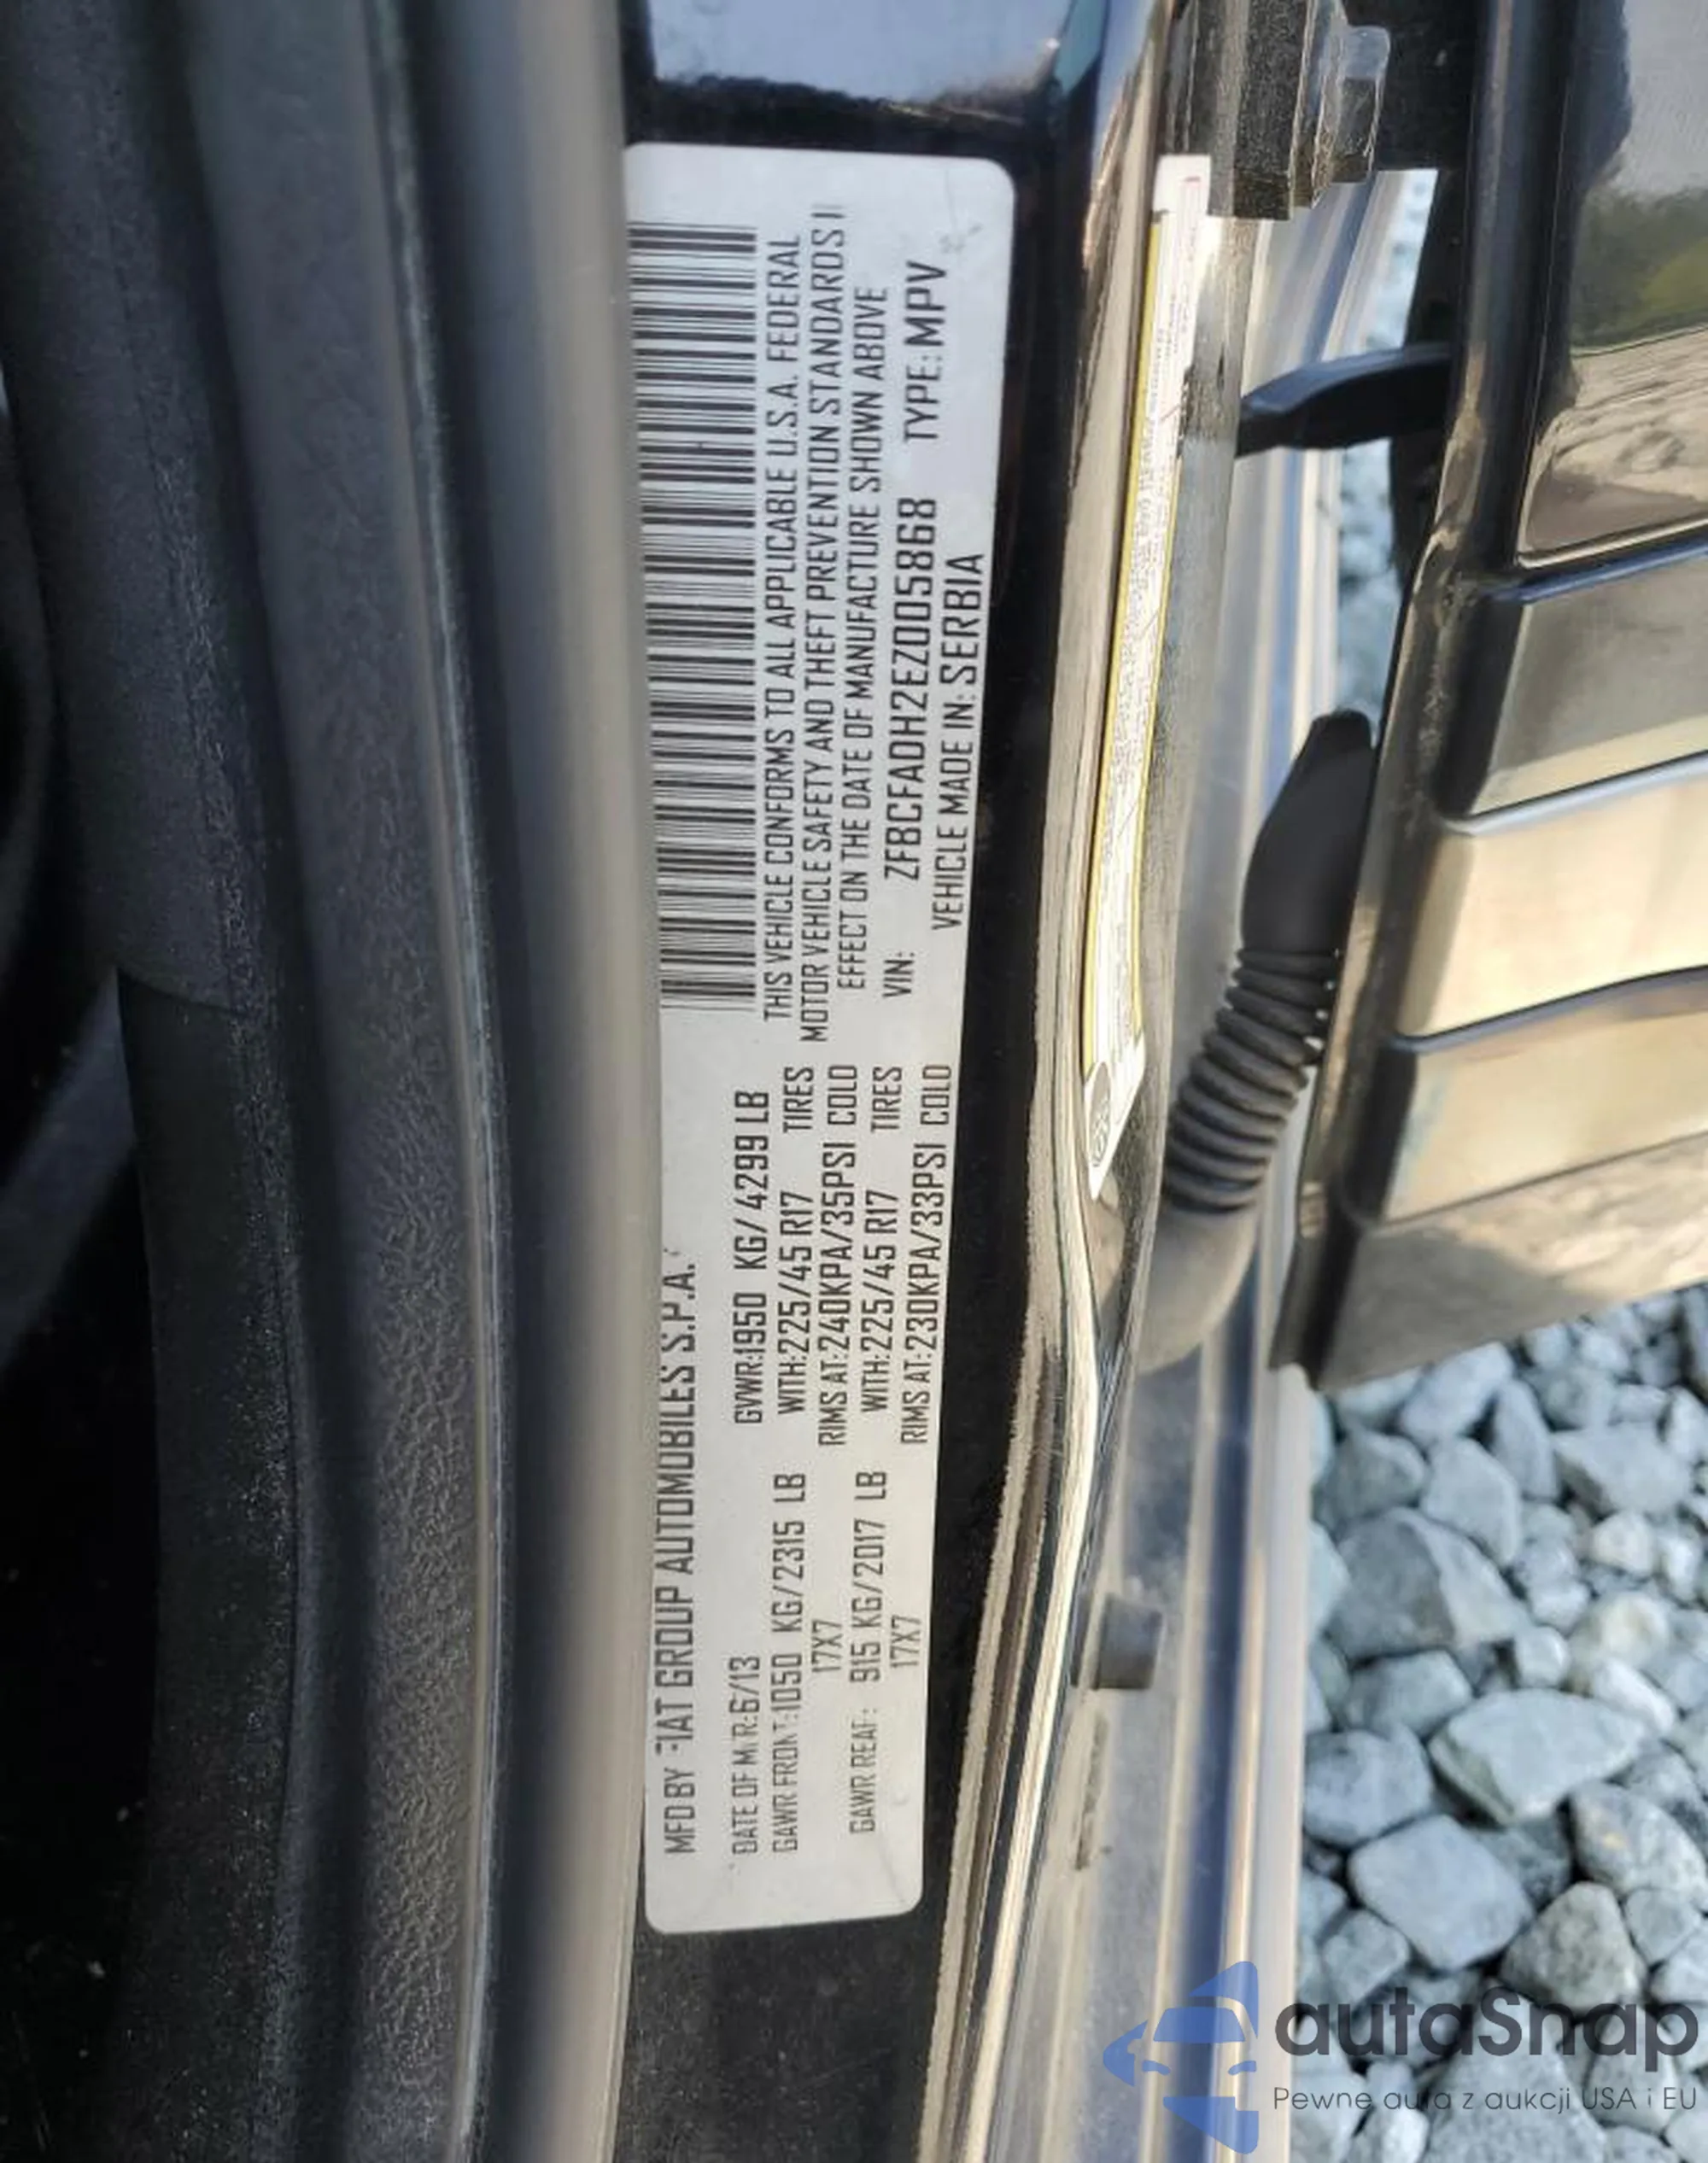 MFD BY FIAT GROUP AUTOMOBILES S.P.A.
DATE OF MFR:6/13 GVWR:1950 KG/4299 LB
GAWR FRONT:1050 KG/2315 LB WITH:225/45 R17 TIRES
17X7 RIMS AT:240KPA/35PSI COLD
GAWR REAR: 915 KG/2017 LB WITH:225/45 R17 TIRES
17X7 RIMS AT:230KPA/33PSI COLD
THIS VEHICLE CONFORMS TO ALL APPLICABLE U.S.A. FEDERAL
MOTOR VEHICLE SAFETY AND THEFT PREVENTION STANDARDS I
EFFECT ON THE DATE OF MANUFACTURE SHOWN ABOVE
VIN: ZFBCFADH2EZ005868 TYPE: MPV
VEHICLE MADE IN: SERBIA
autaSnap
Pewne auta z aukcji USA i EU